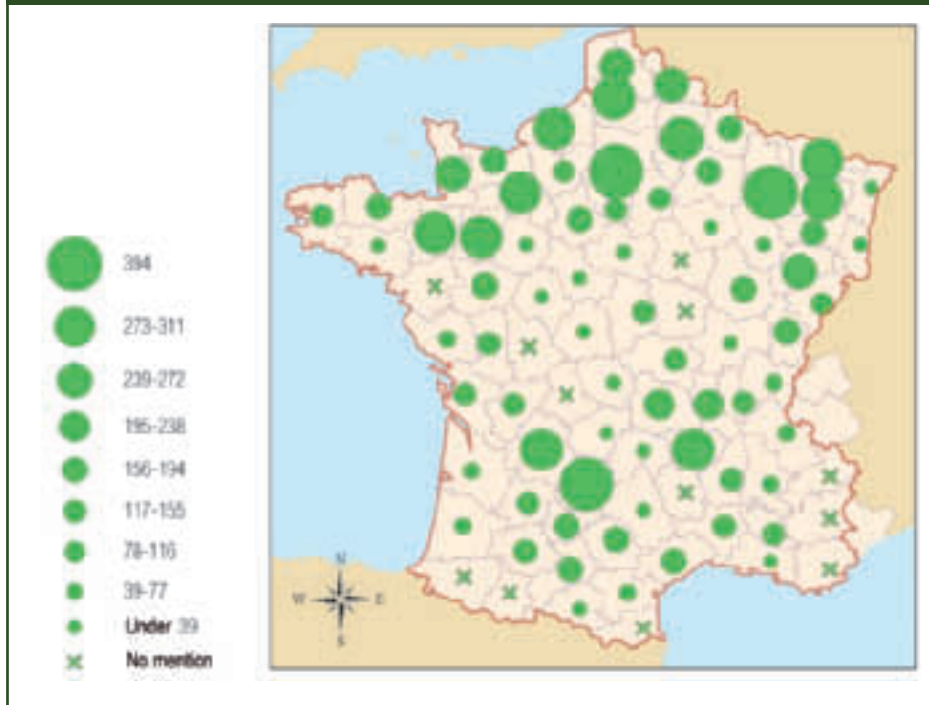 394
273-311
239-272
195-238
156-194
117-155
78-116
39-77
Under 39
No mention
N
W E
S